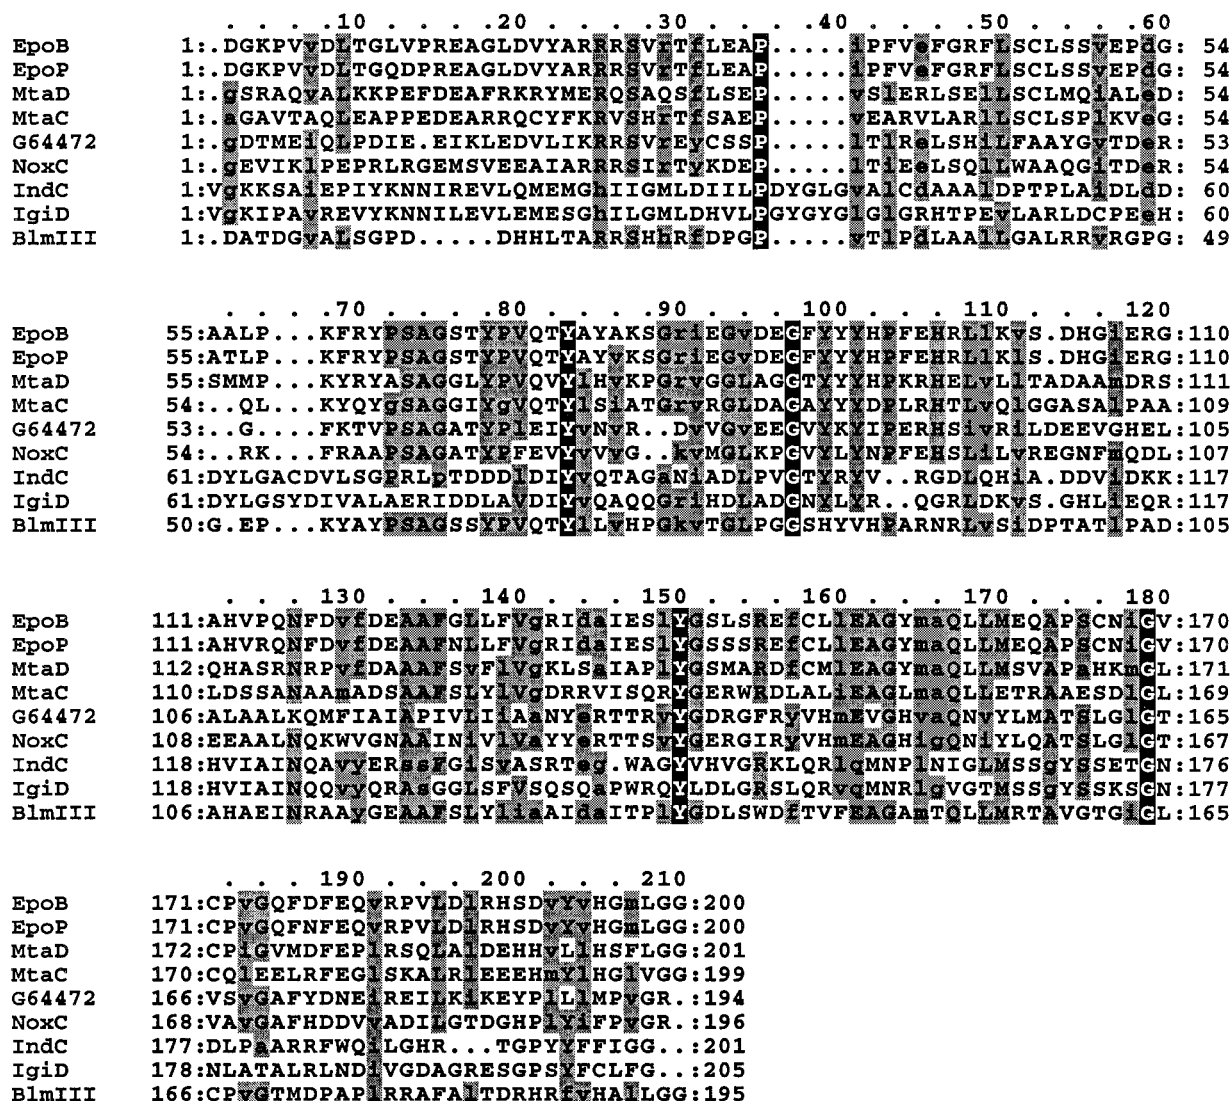 . . .10 . . .20 . . .30 . . .40 . . .50 . . .60
EpoB 1:.DGKPVvDLTGLVPREAGLDVYARRRSVrTfLEAP.....iPFVeFGRFLSCLSSvEPdG: 54
EpoP 1:.DGKPVvDLTGQDPREAGLDVYARRRSVrTfLEAP.....iPFVeFGRFLSCLSSvEPdG: 54
MtaD 1:.gSRAQvALKKPEFDEAFRKRYMERQSAQSfLSEP.....vSlERLSElLSCLMQiALeD: 54
MtaC 1:.aGAVTAQLEAPPEDEARRQCYFKRVSHrTfSAEP.....vEARVLARlLSCLSPlKVeG: 54
G64472 1:.gDTMEiQLPDIE.EIKLEDVLIKRRSVREyCSSP.....lTlReLSHiLFAAYGvTDeR: 53
NoxC 1:.gEVIKlPEPRLRGEMSVEEAIARRRSIRTyKDEP.....lTiEeLSQlLWAAQGiTDeR: 54
IndC 1:VgKKSAiEPIYKNNIREVLQMEMGhIIGMLDIILPDYGLGvAlCdAAAlDPTPLAiDLdD: 60
IgiD 1:VgKIPAvREVYKNNILEVLEMESGhILGMLDHVLPGYGYGlGlGRHTPEvLARLDCPEeH: 60
BlmIII 1:.DATDGvALSGPD.....DHHLTARRSHhRfDPGP.....vTlPdLAAlLGALRRvRGPG: 49
. . .70 . . .80 . . .90 . . .100 . . .110 . . .120
EpoB 55:AALP...KFRYPSAGSTYPVQTYAYAKSGriEGvDEGFYYYHPFEHRLlKvS.DHGiERG:110
EpoP 55:ATLP...KFRYPSAGSTYPVQTYAYvKSGriEGvDEGFYYYHPFEHRLlKlS.DHGiERG:110
MtaD 55:SMMP...KYRYASAGGLYPVQVYlHvKPGrvGGLAGGTYYYHPKRHELvLlTADAAmDRS:111
MtaC 54:..QL...KYQYgSAGGIYgVQTYlSiATGrvRGlDAGAYYYDPLRHTLvQlGGASAlPAA:109
G64472 53:..G....FKTVPSAGATYPlEIYvNvR..DvVGvEEGVYKYIPERHSivRiLDEEVGHEL:105
NoxC 54:..RK...FRAAPSAGATYPFEVYvvvG..kvMGLKPGVYLYNPFEHSLiLvREGNFmQDL:107
IndC 61:DYLGACDVLSGPRLpTDDDlDIYvQTAGaNiADLPVGTYRYV..RGDLQHiA.DDViDKK:117
IgiD 61:DYLGSYDIVALAERIDDLAvDIYvQAQQGriHDLADGNYLYR..QGRLDKvS.GHLiEQR:117
BlmIII 50:G.EP...KYAYPSAGSSYPVQTYlLvHPGkvTGLPGGSHYVHPARNRLvSiDPTATlPAD:105
. . .130 . . .140 . . .150 . . .160 . . .170 . . .180
EpoB 111:AHVPQNFDvfDEAAFGLLFVgRIdaIESlYGSLSREfCLlEAGYmaQLLMEQAPSCNiGV:170
EpoP 111:AHVRQNFDvfDEAAFNLLFvgRIdaIESlYGSSSREfCLlEAGYmaQLLMEQAPSCNiGV:170
MtaD 112:QHASRNRPvfDAAAFSvFlVgKLSaIAPlYGSMARDfCMlEAGYmaQLLMSVAPaHKmGL:171
MtaC 110:LDSSANAAmADSAAFSLYlVgDRRVISQRYGERWRDLALiEAGLmaQLLETRAAESDlGL:169
G64472 106:ALAALKQMFIAIAPIVLIiAaNYeRTTRvYGDRGFRyVHmEVGHvaQNvYLMATSLGlGT:165
NoxC 108:EEAALNQKWVGNAAINiVlVaYYeRTTSvYGERGIRyVHmEAGHigQNiYLQATSLGlGT:167
IndC 118:HVIAINQAvyERssFGiSvASRTeg.WAGYVHVGRKLQRlqMNPlNIGLMSSgYSSETGN:176
IgiD 118:HVIAINQQvyQRAsGGLSFVSQSQaPWRQYLDLGRSLQRvqMNRlgVGTMSSgYSSKSGN:177
BlmIII 106:AHAEINRAAyGEAAFSLYliaAIdaITPlYGDLSWDfTVFEAGAmTQLLMRTAVGTGiGL:165
. . .190 . . .200 . . .210
EpoB 171:CPvGQFDFEQvRPVLDlRHSDvYvHGmLGG:200
EpoP 171:CPvGQFNFEQvRPVLDlRHSDvYvHGmLGG:200
MtaD 172:CPiGVMDFEPlRSQLAlDEHHvLlHSFLGG:201
MtaC 170:CQlEELRFEGlSKALRlEEEHmYlHGlVGG:199
G64472 166:VSvGAFYDNEiREILKiKEYPlLlMPvGR.:194
NoxC 168:VAvGAFHDDVvADILGTDGHPlYiFPvGR.:196
IndC 177:DLPaARRFWQiLGHR...TGPYYFFIGG..:201
IgiD 178:NLATALRLNDiVGDAGRESGPSYFCLFG..:205
BlmIII 166:CPvGTMDPAPlRRAFAlTDRHRfvHAlLGG:195